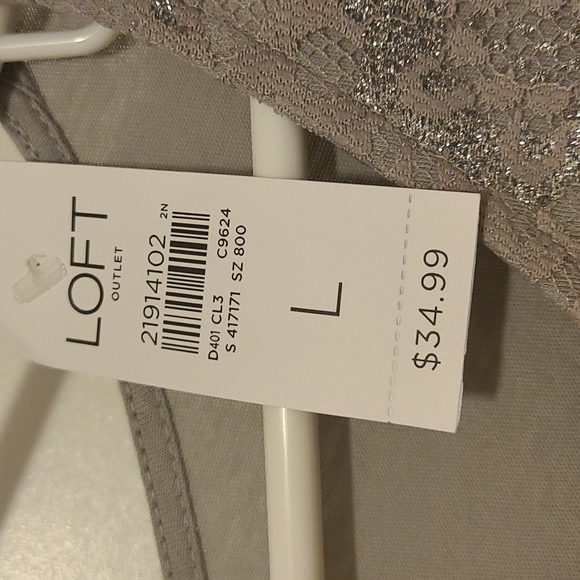 LOFT
OUTLET
21914102 2N
D401 CL3 C9624
S 417171 SZ 800
L
$34.99